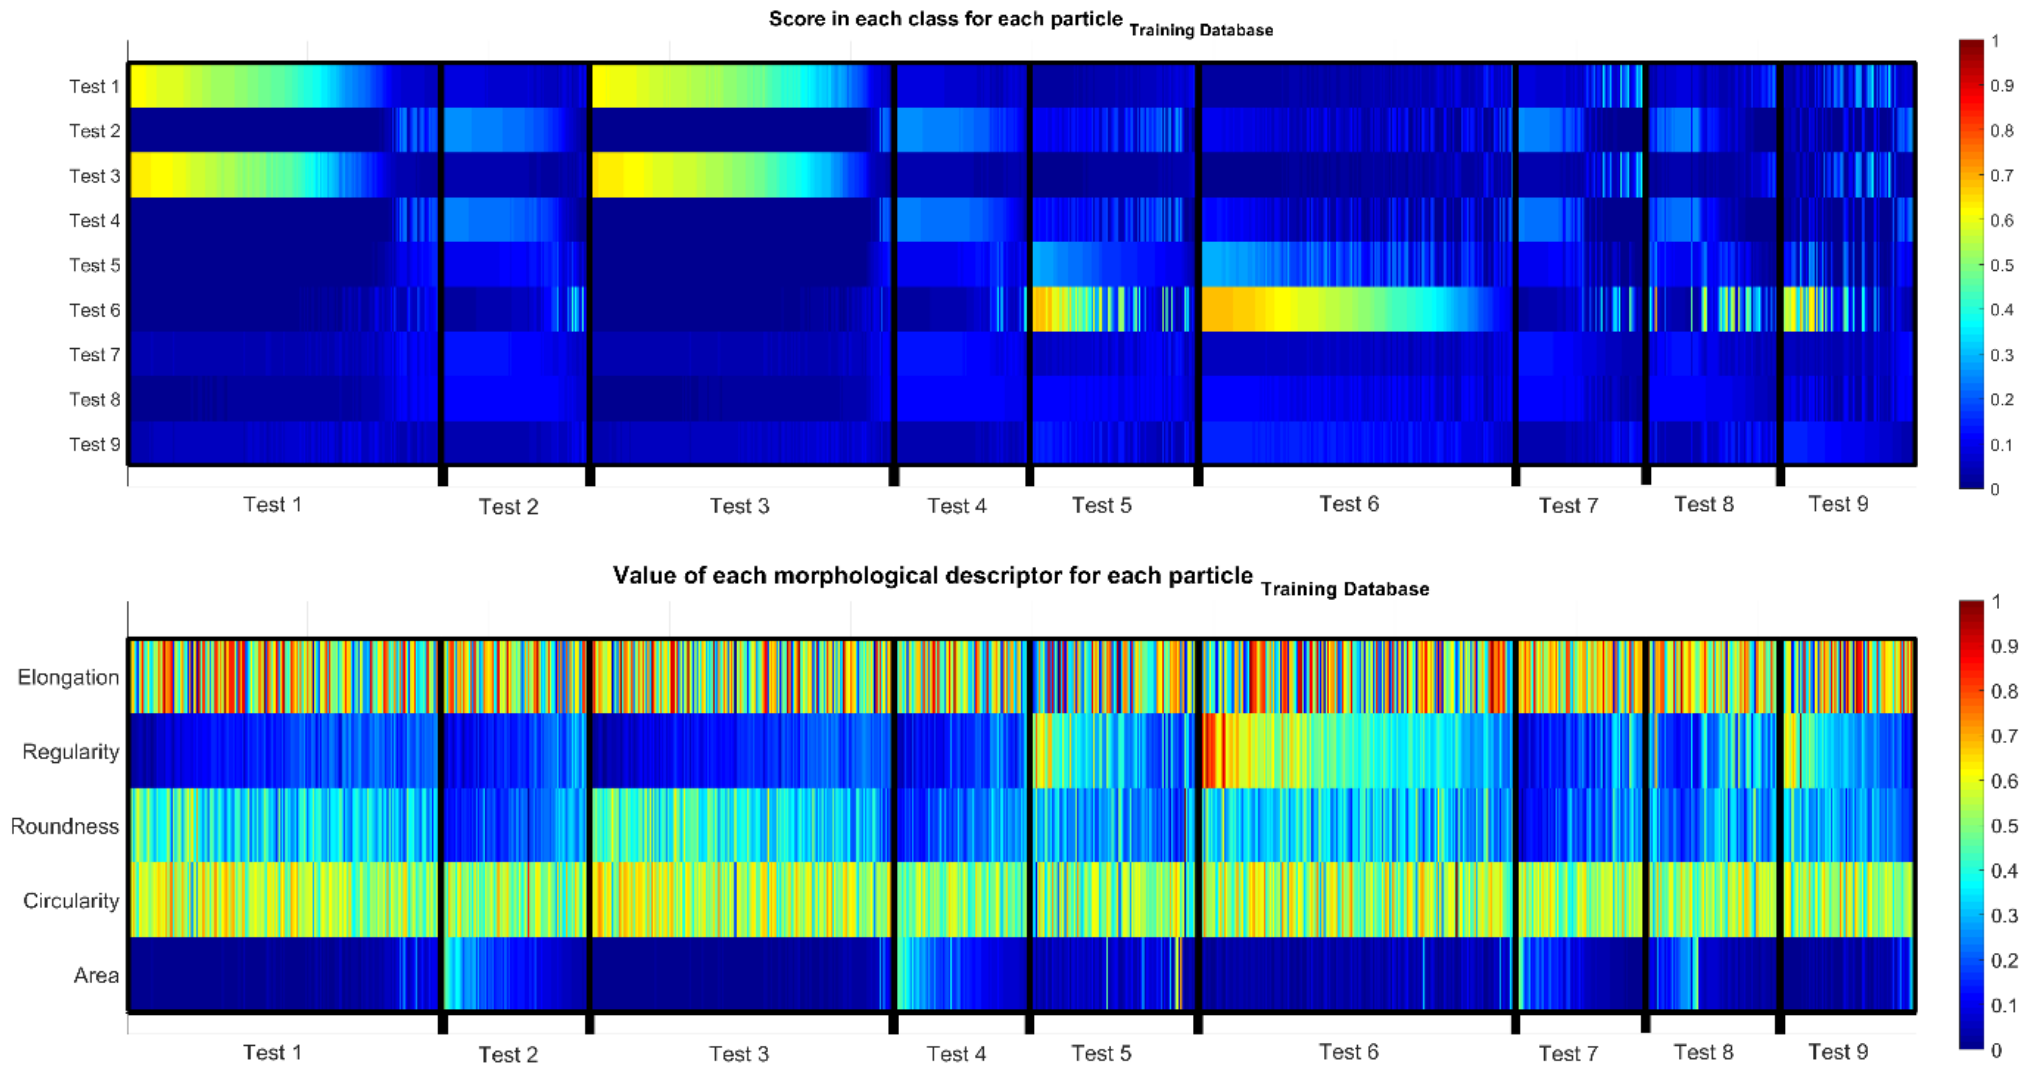 Score in each class for each particle Training Database
Test 1
Test 2
Test 3
Test 4
Test 5
Test 6
Test 7
Test 8
Test 9
1
0.9
0.8
0.7
0.6
0.5
0.4
0.3
0.2
0.1
0
Test 1 Test 2 Test 3 Test 4 Test 5 Test 6 Test 7 Test 8 Test 9
Value of each morphological descriptor for each particle Training Database
Elongation
Regularity
Roundness
Circularity
Area
1
0.9
0.8
0.7
0.6
0.5
0.4
0.3
0.2
0.1
0
Test 1 Test 2 Test 3 Test 4 Test 5 Test 6 Test 7 Test 8 Test 9